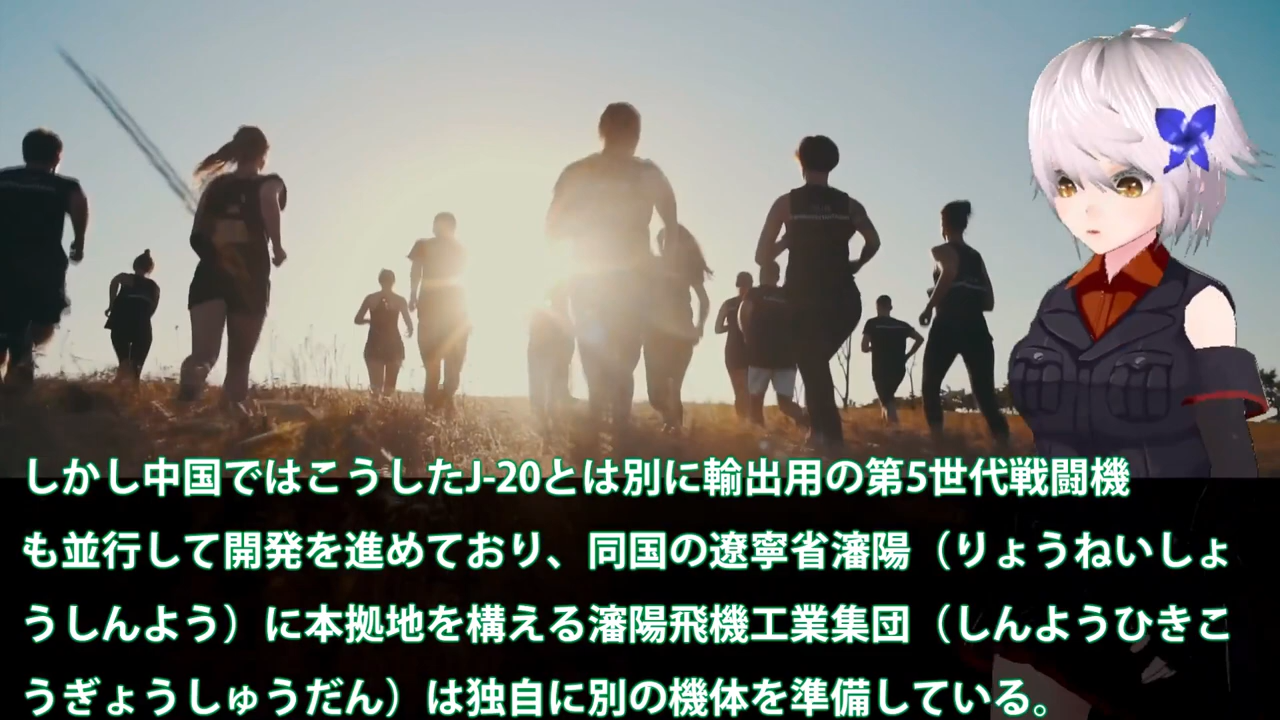 しかし中国ではこうしたJ-20とは別に輸出用の第5世代戦闘機
も並行して開発を進めており、同国の遼寧省瀋陽（りょうねいしょ
うしんよう）に本拠地を構える瀋陽飛機工業集団（しんようひきこ
うぎょうしゅうだん）は独自に別の機体を準備している。